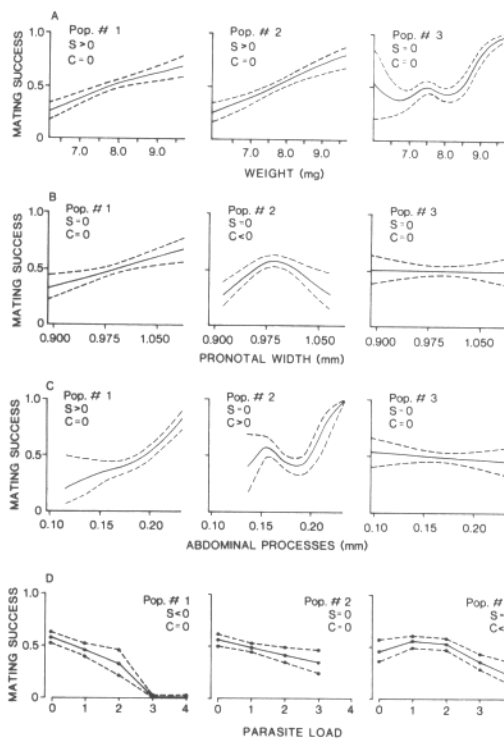 A
Pop. # 1
S>0
C=0
Pop. # 2
S>0
C=0
Pop. # 3
S=0
C=0
MATING SUCCESS
1.0
0.5
0
7.0 8.0 9.0
7.0 8.0 9.0
7.0 8.0 9.0
WEIGHT (mg)
B
Pop. # 1
S=0
C=0
Pop. # 2
S=0
C<0
Pop. # 3
S=0
C=0
MATING SUCCESS
1.0
0.5
0
0.900 0.975 1.050
0.900 0.975 1.050
0.900 0.975 1.050
PRONOTAL WIDTH (mm)
C
Pop. # 1
S>0
C=0
Pop. # 2
S=0
C>0
Pop. # 3
S=0
C=0
MATING SUCCESS
1.0
0.5
0
0.10 0.15 0.20
0.10 0.15 0.20
0.10 0.15 0.20
ABDOMINAL PROCESSES (mm)
D
Pop. # 1
S<0
C=0
Pop. # 2
S=0
C=0
Pop. #
S=
C<
MATING SUCCESS
1.0
0.5
0
0 1 2 3 4
0 1 2 3 4
0 1 2 3
PARASITE LOAD